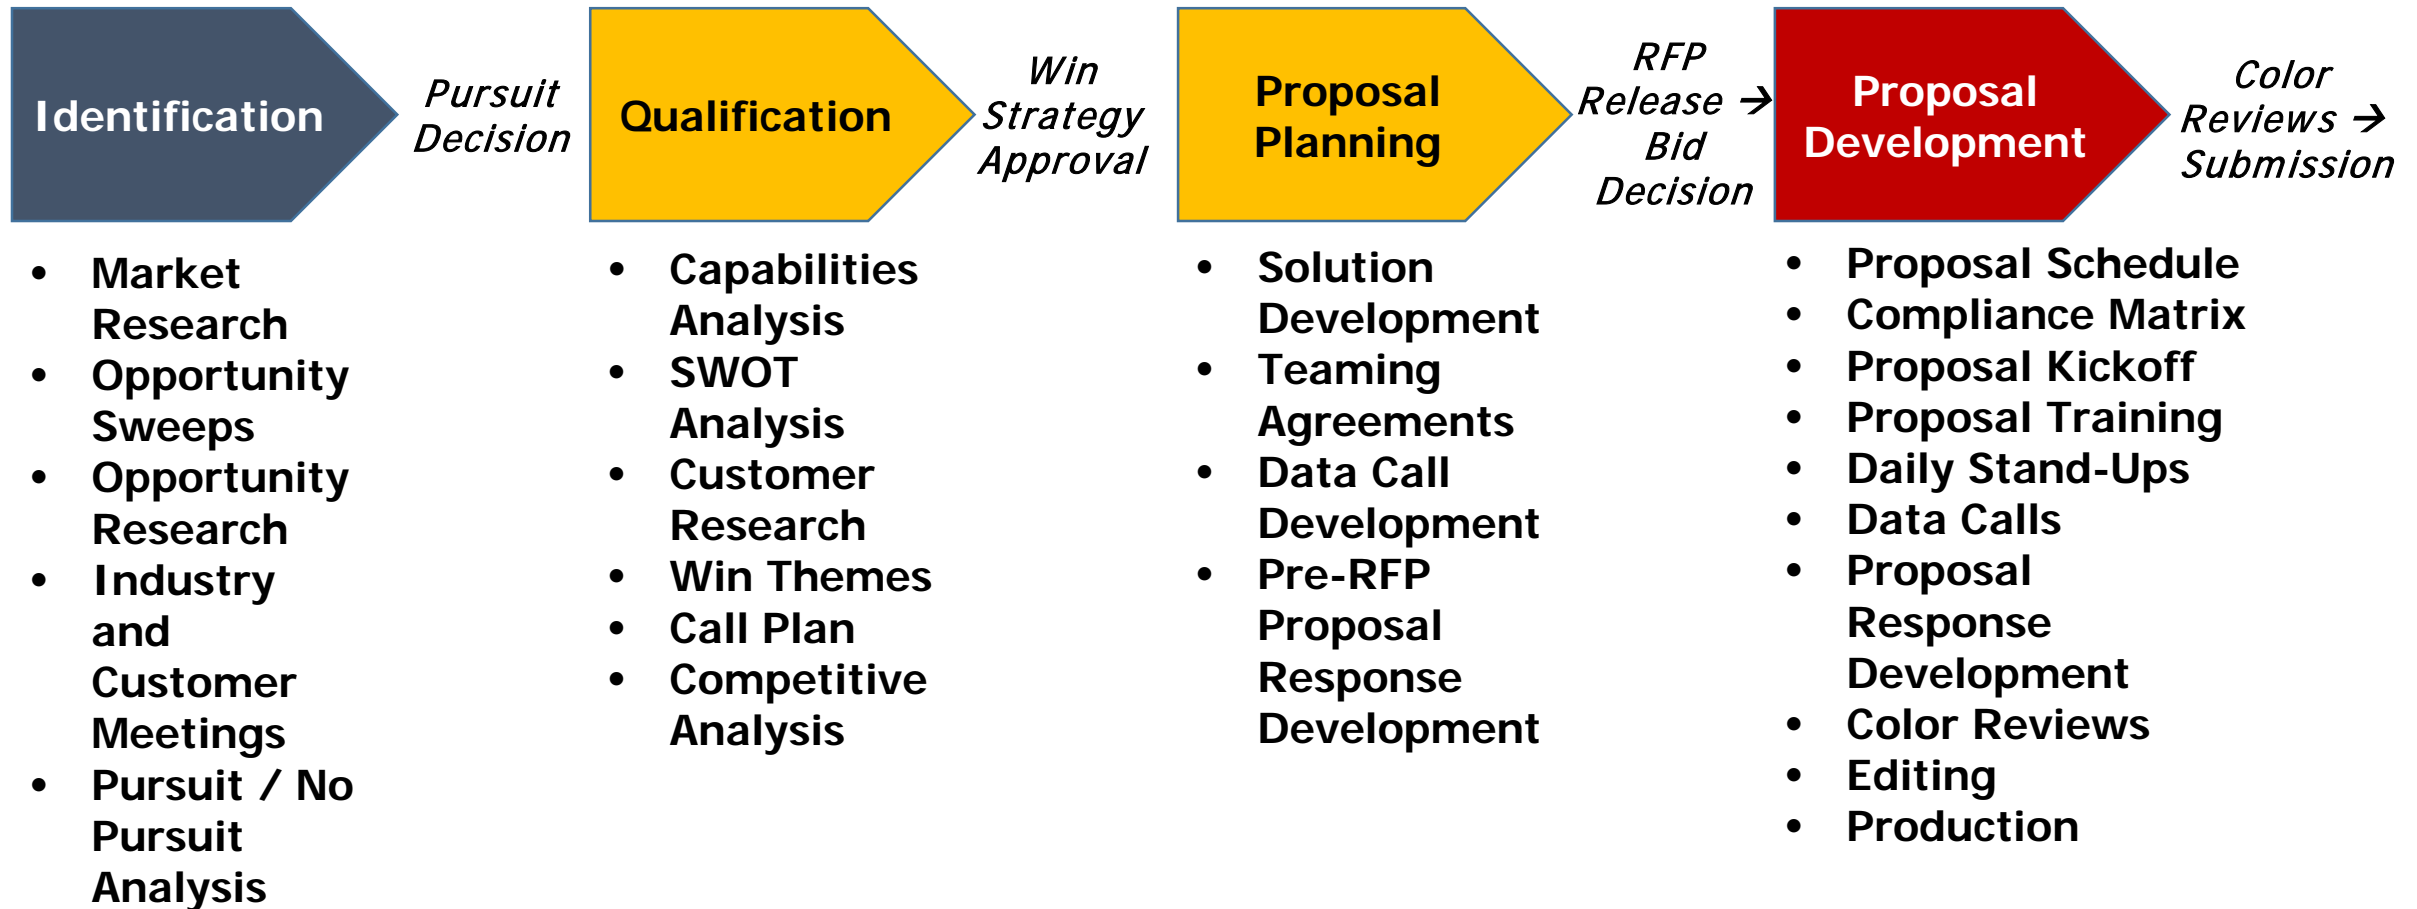 Identification
Pursuit
Decision
Qualification
Win
Strategy
Approval
Proposal
Planning
RFP
Release →
Bid
Decision
Proposal
Development
Color
Reviews →
Submission
• Market
Research
• Opportunity
Sweeps
• Opportunity
Research
• Industry
and
Customer
Meetings
• Pursuit / No
Pursuit
Analysis
• Capabilities
Analysis
• SWOT
Analysis
• Customer
Research
• Win Themes
• Call Plan
• Competitive
Analysis
• Solution
Development
• Teaming
Agreements
• Data Call
Development
• Pre-RFP
Proposal
Response
Development
• Proposal Schedule
• Compliance Matrix
• Proposal Kickoff
• Proposal Training
• Daily Stand-Ups
• Data Calls
• Proposal
Response
Development
• Color Reviews
• Editing
• Production